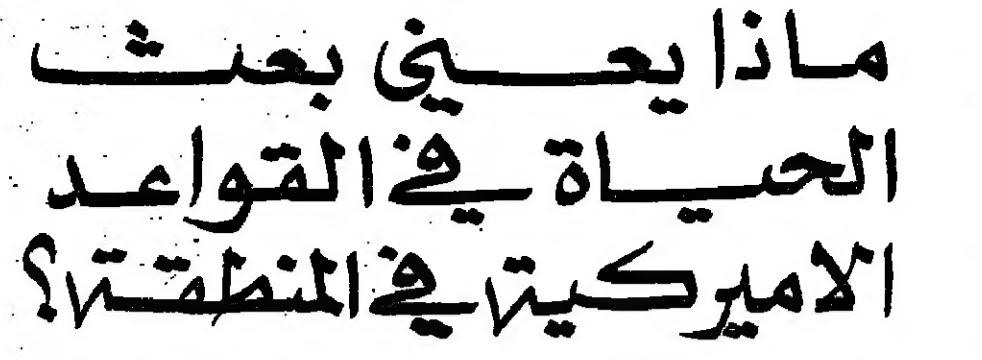 ماذا يعني بعث
الحياة في القواعد
الاميركية في المنطقة؟